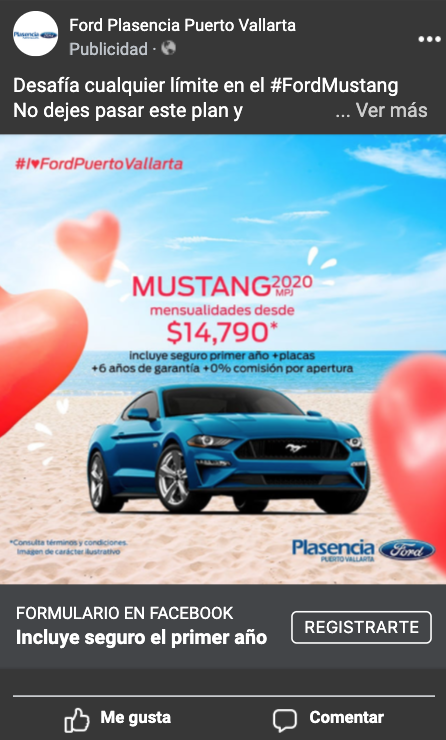 Ford Plasencia Puerto Vallarta
Publicidad ·
Desafía cualquier límite en el #FordMustang
No dejes pasar este plan y ... Ver más
#I♥FordPuertoVallarta
MUSTANG 2020
MPJ
mensualidades desde
$14,790*
incluye seguro primer año +placas
+6 años de garantía +0% comisión por apertura
*Consulta términos y condiciones.
Imagen de carácter ilustrativo
Plasencia Ford
PUERTO VALLARTA
FORMULARIO EN FACEBOOK
Incluye seguro el primer año
REGISTRARTE
Me gusta
Comentar